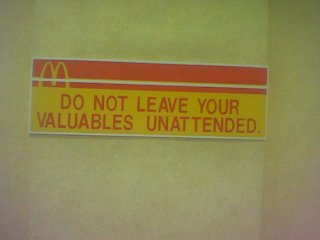 DO NOT LEAVE YOUR
VALUABLES UNATTENDED.